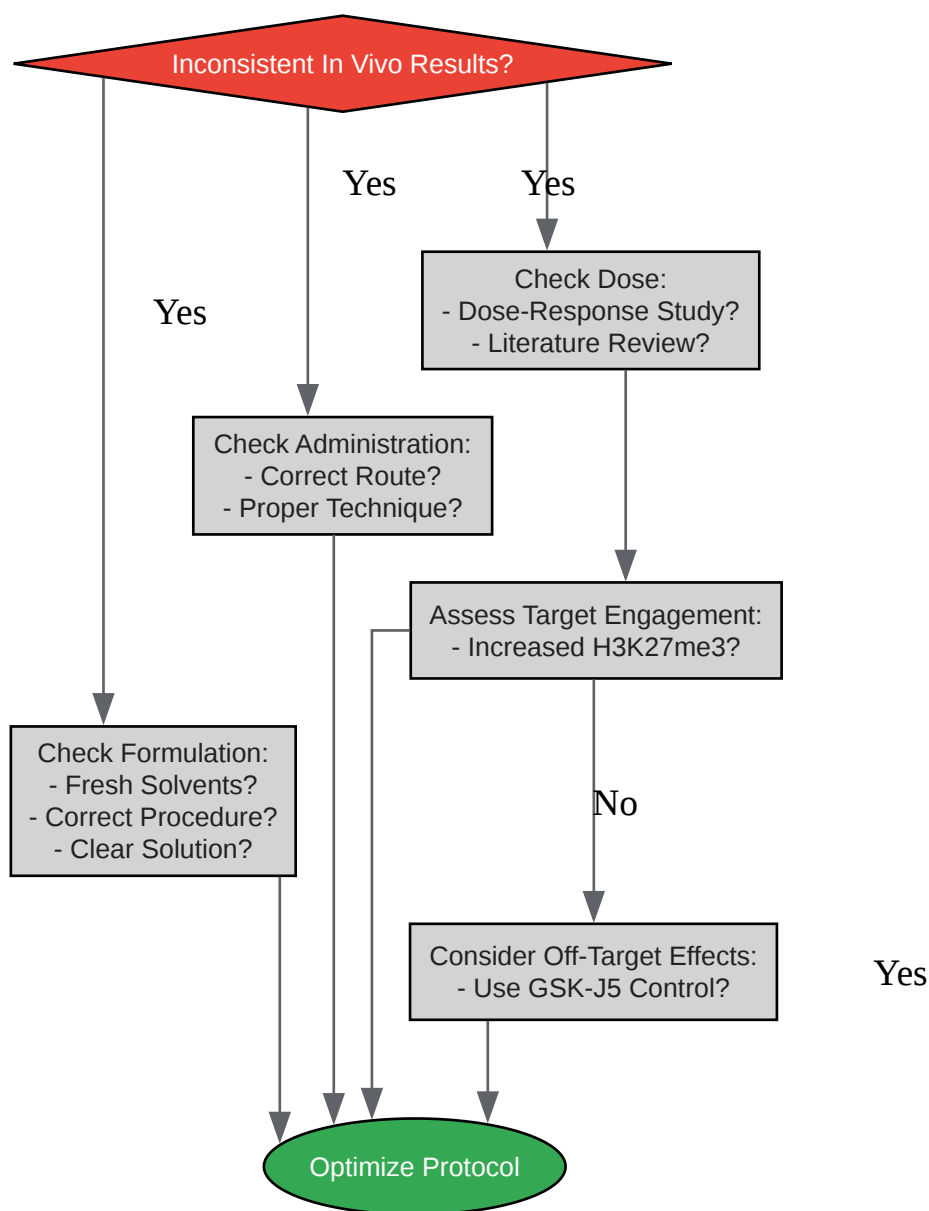 Inconsistent In Vivo Results?
Yes
Yes
Yes
Check Dose:
- Dose-Response Study?
- Literature Review?
Check Administration:
- Correct Route?
- Proper Technique?
Assess Target Engagement:
- Increased H3K27me3?
Check Formulation:
- Fresh Solvents?
- Correct Procedure?
- Clear Solution?
No
Consider Off-Target Effects:
- Use GSK-J5 Control?
Yes
Optimize Protocol